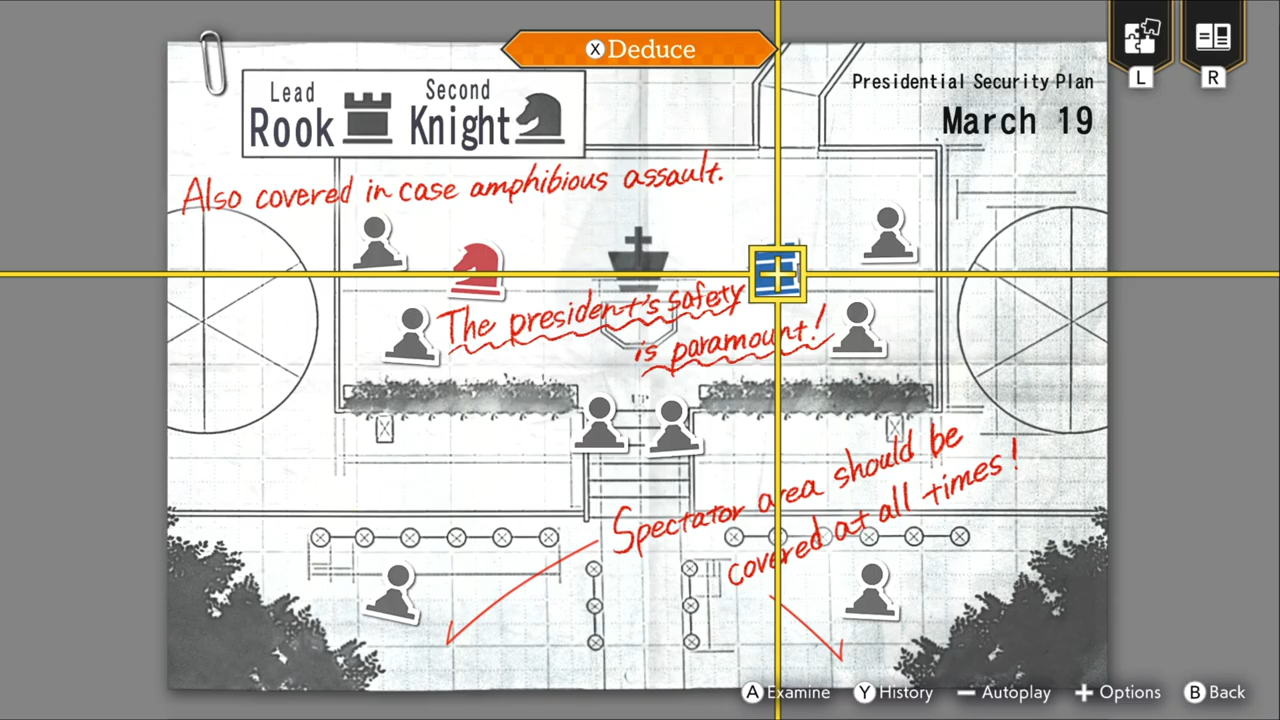 X Deduce
L
R
Lead
Rook
Second
Knight
Presidential Security Plan
March 19
Also covered in case amphibious assault.
The president's safety
is paramount!
UP
Spectator area should be
covered at all times!
A Examine Y History Autoplay Options B Back